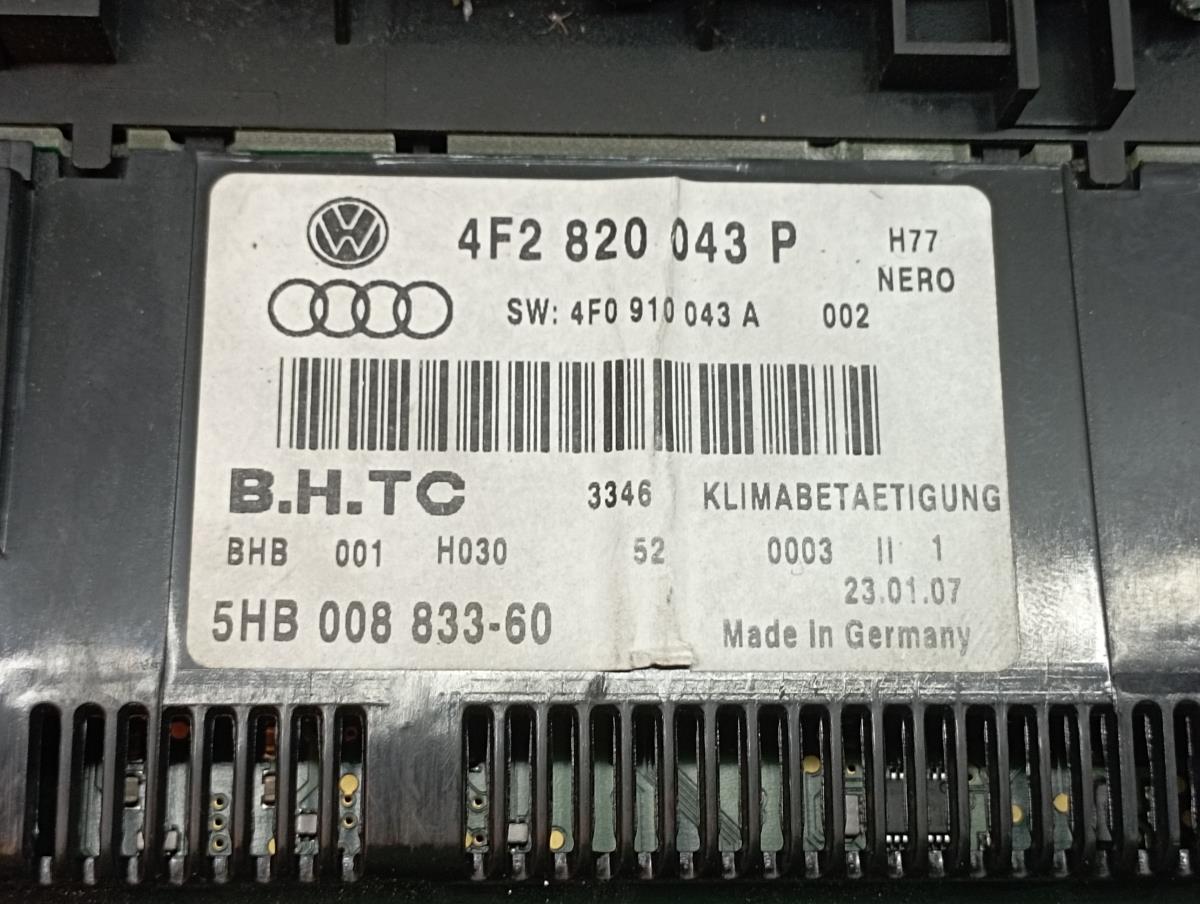 4F2 820 043 P H77
NERO
SW: 4F0 910 043 A 002
B.H.TC 3346 KLIMABETAETIGUNG
BHB 001 H030 52 0003 II 1
23.01.07
5HB 008 833-60 Made In Germany